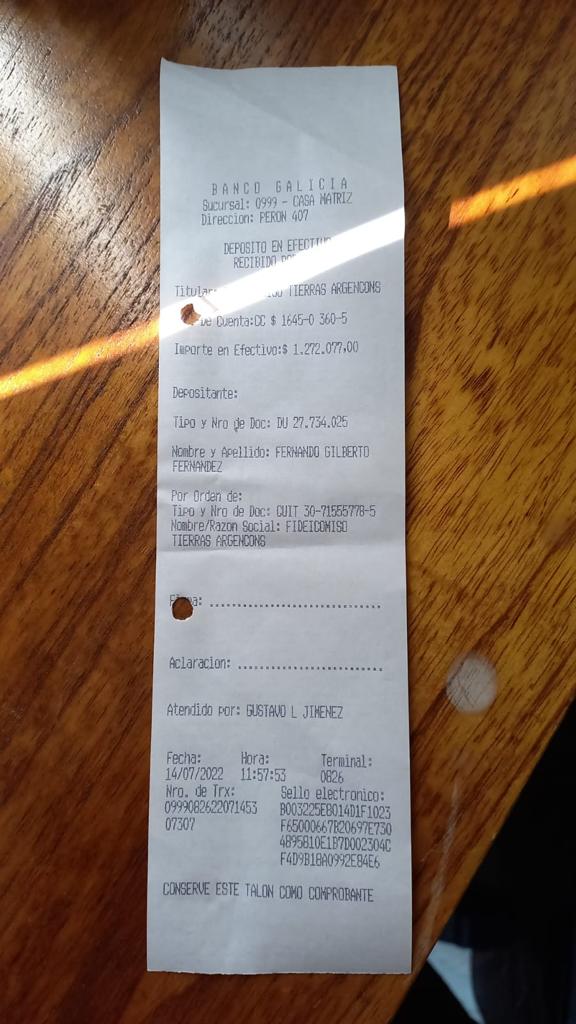 BANCO GALICIA
Sucursal: 0999 - CASA MATRIZ
Direccion: PERON 407
DEPOSITO EN EFECTIVO
RECIBIDO
Titular: TIERRAS ARGENCONS
de Cuenta:CC $ 1645-0 360-5
Importe en Efectivo:$ 1.272.077,00
Depositante:
Tipo y Nro de Doc: DU 27.734.025
Nombre y Apellido: FERNANDO GILBERTO
FERNANDEZ
Por Orden de:
Tipo y Nro de Doc: CUIT 30-71555778-5
Nombre/Razon Social: FIDEICOMISO
TIERRAS ARGENCONS
Firma: ................................
Aclaracion: ...........................
Atendido por: GUSTAVO L JIMENEZ
Fecha: Hora: Terminal:
14/07/2022 11:57:53 0B26
Nro. de Trx: Sello electronico:
0999082622071453 B003225E8014D1F1023
07307 F65000667B20697E730
4895810E1B7D002304C
F4D9B18A0992E84E6
CONSERVE ESTE TALON COMO COMPROBANTE